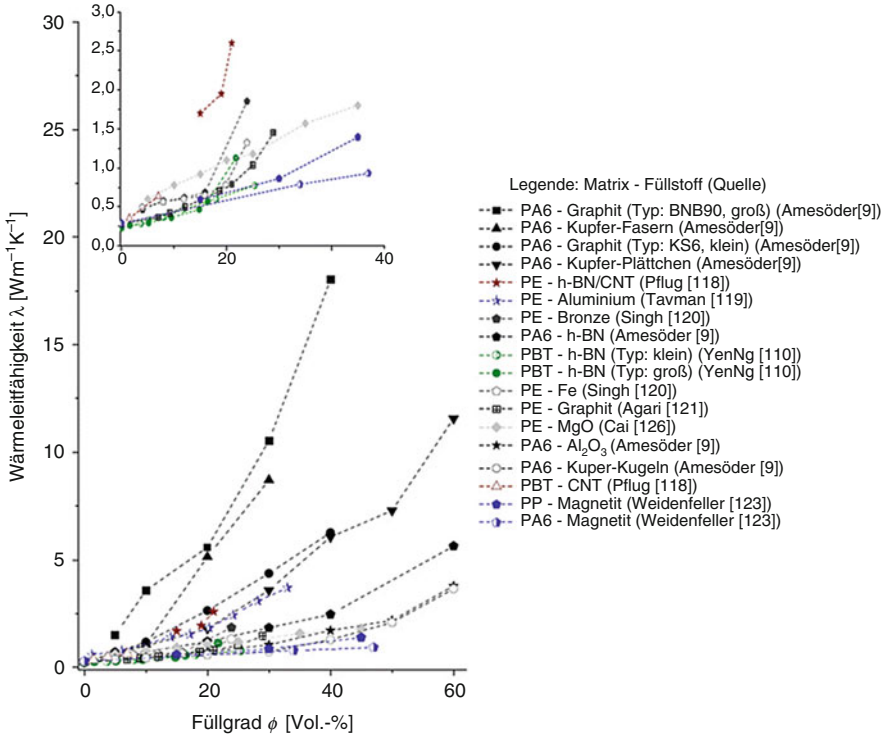 30
25
20
15
10
5
0
Wärmeleitfähigkeit λ [Wm⁻¹K⁻¹]
3,0
2,5
2,0
1,5
1,0
0,5
0,0
0 20 40
0 20 40 60
Füllgrad ϕ [Vol.-%]
Legende: Matrix - Füllstoff (Quelle)
PA6 - Graphit (Typ: BNB90, groß) (Amesöder[9])
PA6 - Kupfer-Fasern (Amesöder[9])
PA6 - Graphit (Typ: KS6, klein) (Amesöder[9])
PA6 - Kupfer-Plättchen (Amesöder[9])
PE - h-BN/CNT (Pflug [118])
PE - Aluminium (Tavman [119])
PE - Bronze (Singh [120])
PA6 - h-BN (Amesöder [9])
PBT - h-BN (Typ: klein) (YenNg [110])
PBT - h-BN (Typ: groß) (YenNg [110])
PE - Fe (Singh [120])
PE - Graphit (Agari [121])
PE - MgO (Cai [126])
PA6 - Al₂O₃ (Amesöder [9])
PA6 - Kuper-Kugeln (Amesöder [9])
PBT - CNT (Pflug [118])
PP - Magnetit (Weidenfeller [123])
PA6 - Magnetit (Weidenfeller [123])